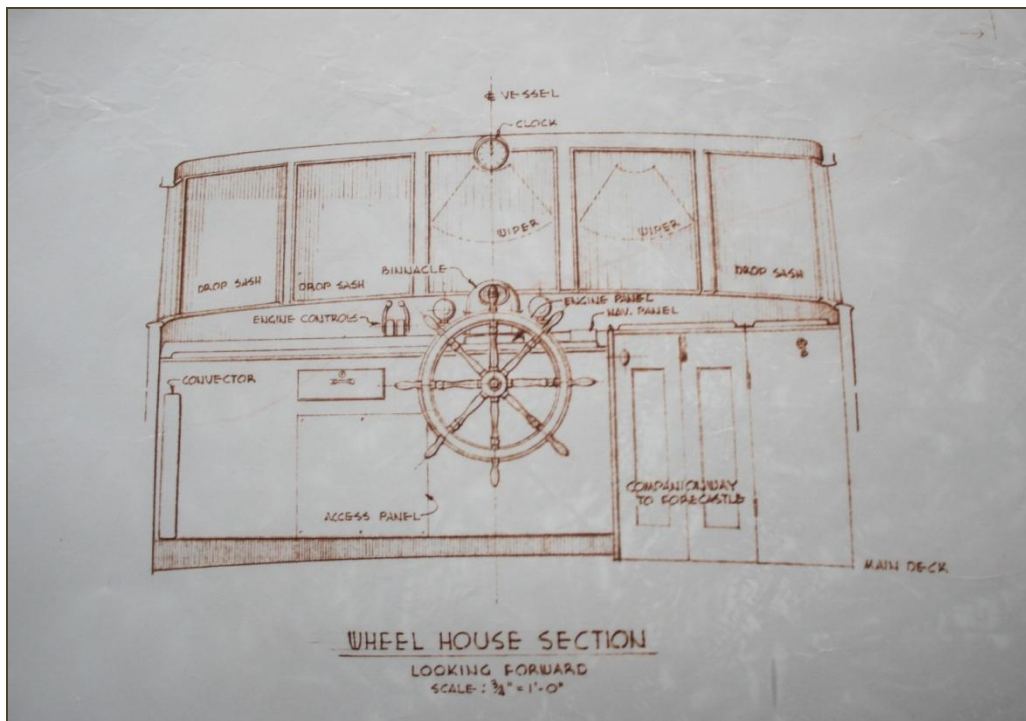 ℄ VESSEL
CLOCK
WIPER
WIPER
DROP SASH
DROP SASH
DROP SASH
BINNACLE
ENGINE PANEL
NAV. PANEL
ENGINE CONTROLS
CONVECTOR
COMPANIONWAY
TO FORECASTLE
ACCESS PANEL
MAIN DECK
WHEEL HOUSE SECTION
LOOKING FORWARD
SCALE: ¾" = 1'-0"